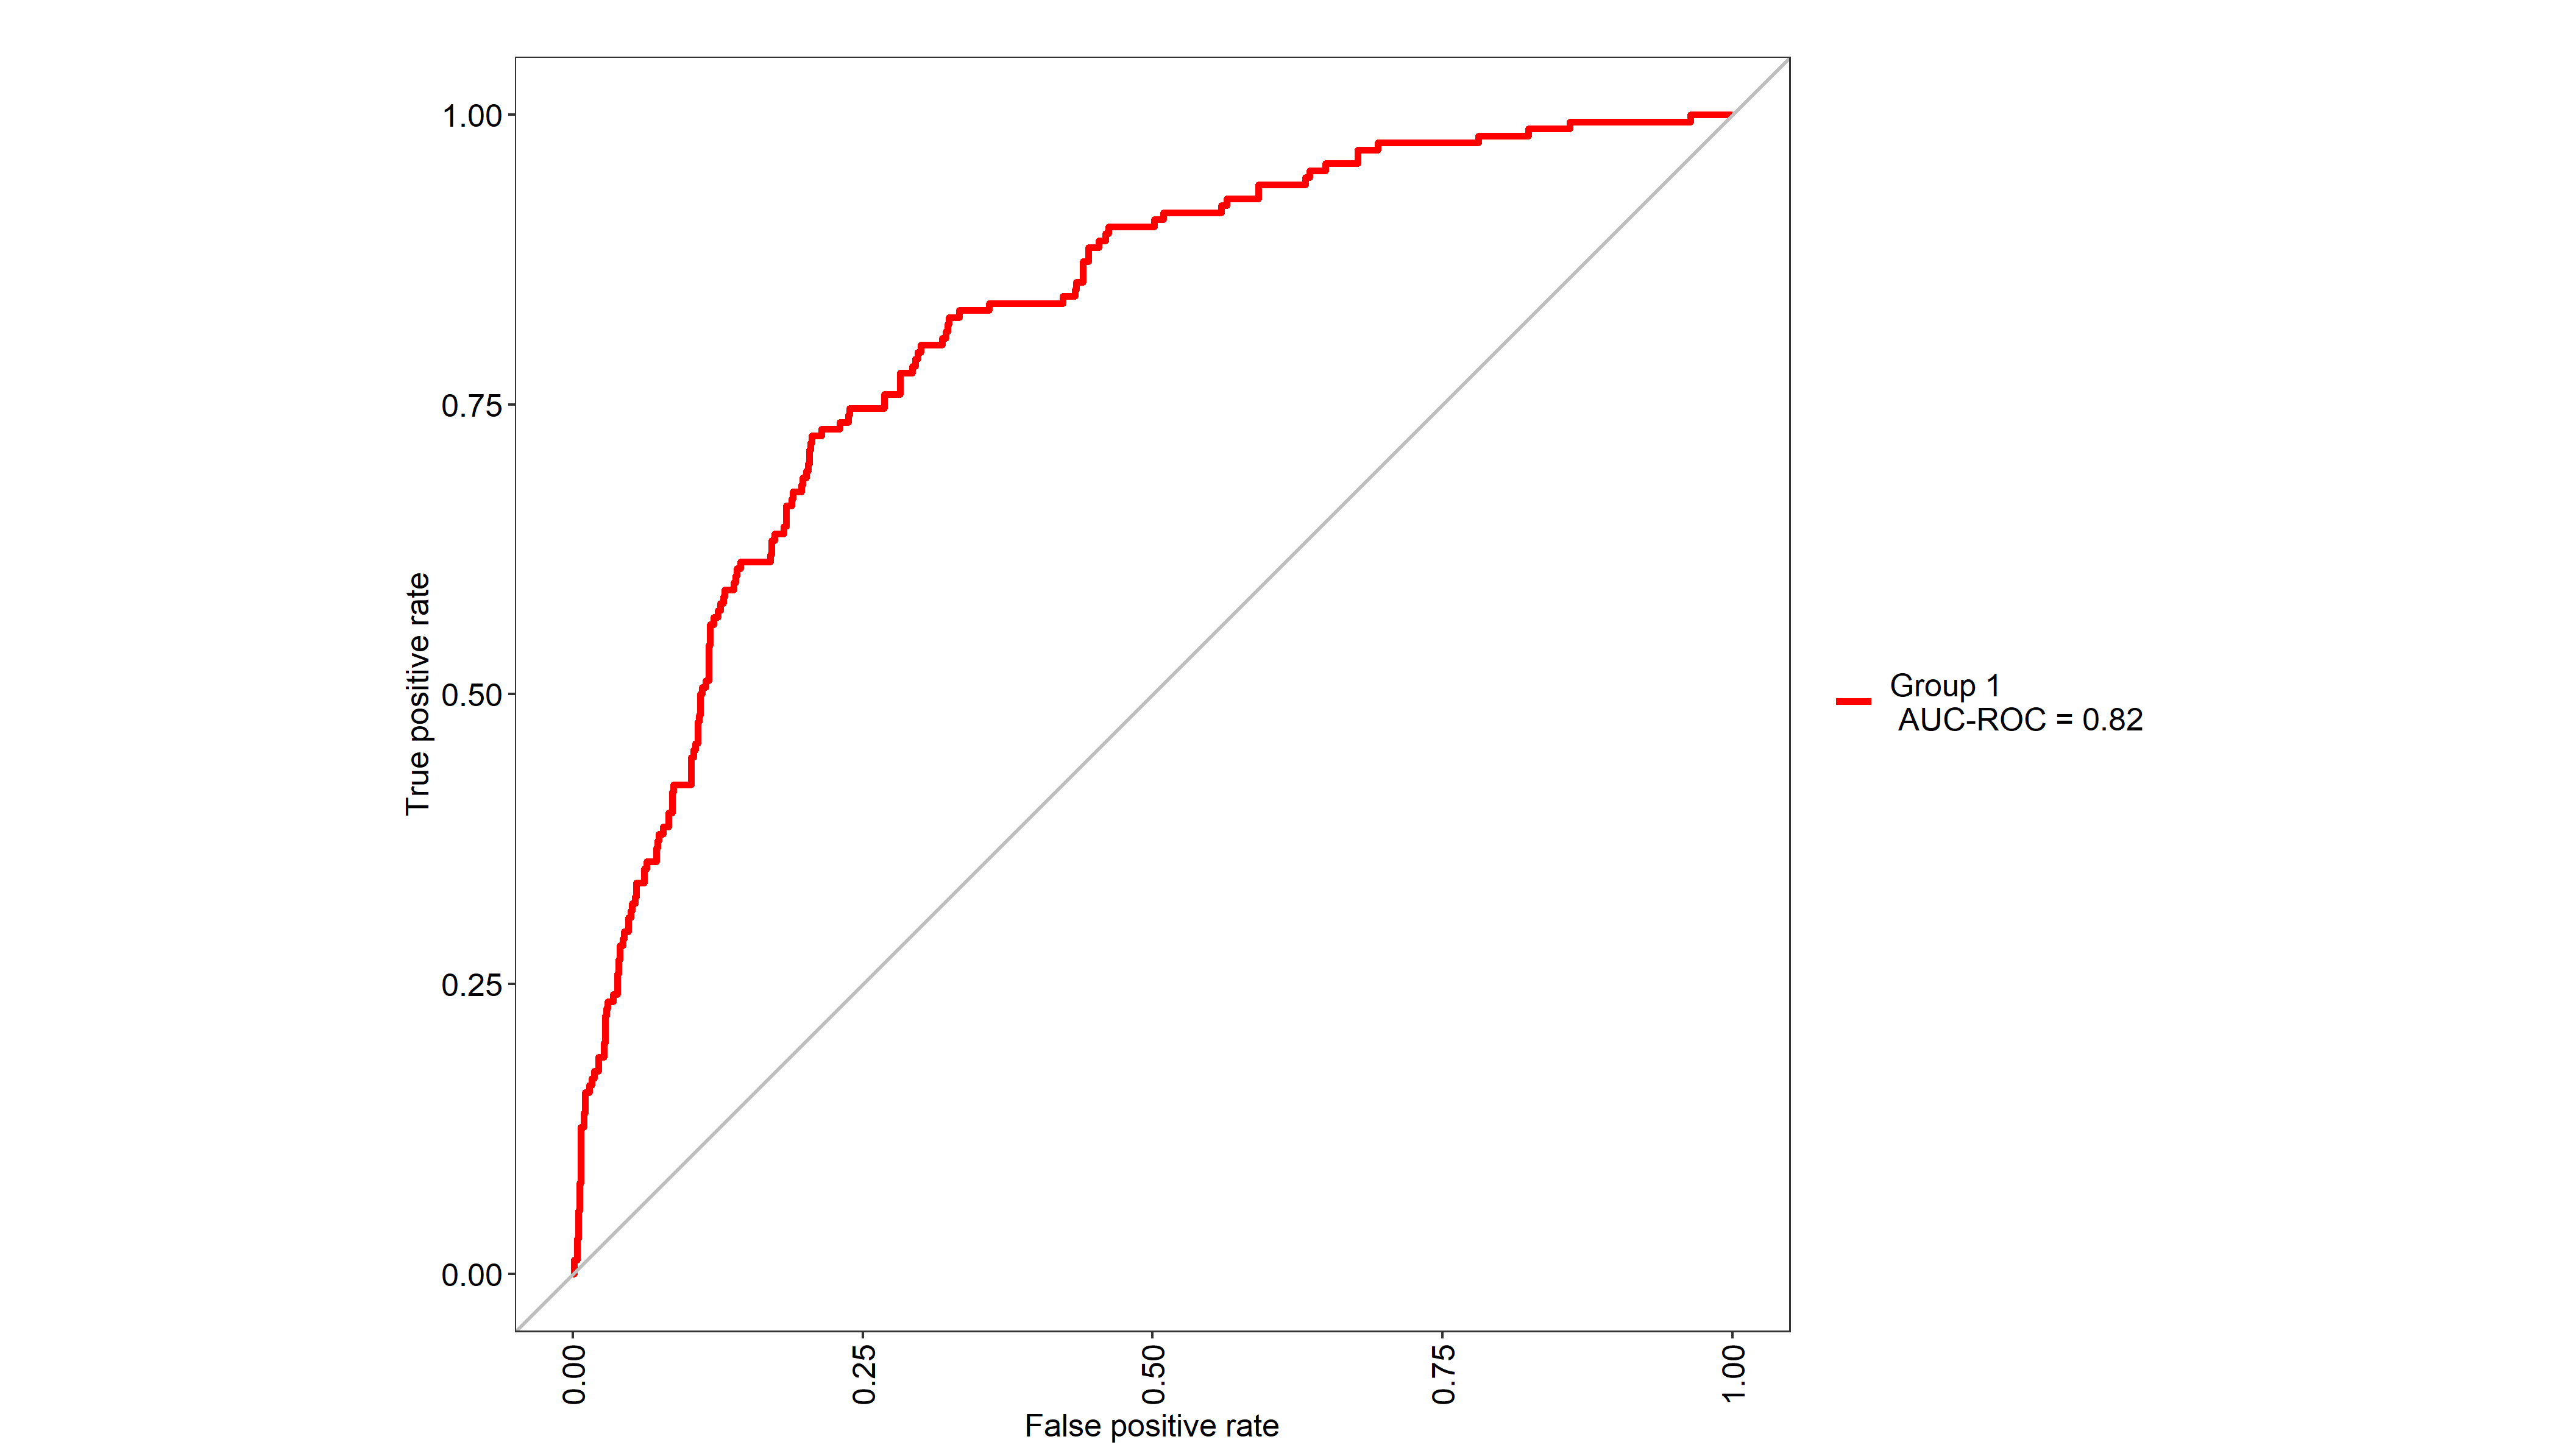 1.00
0.75
0.50
0.25
0.00
True positive rate
0.00
0.25
0.50
0.75
1.00
False positive rate
Group 1
AUC-ROC = 0.82